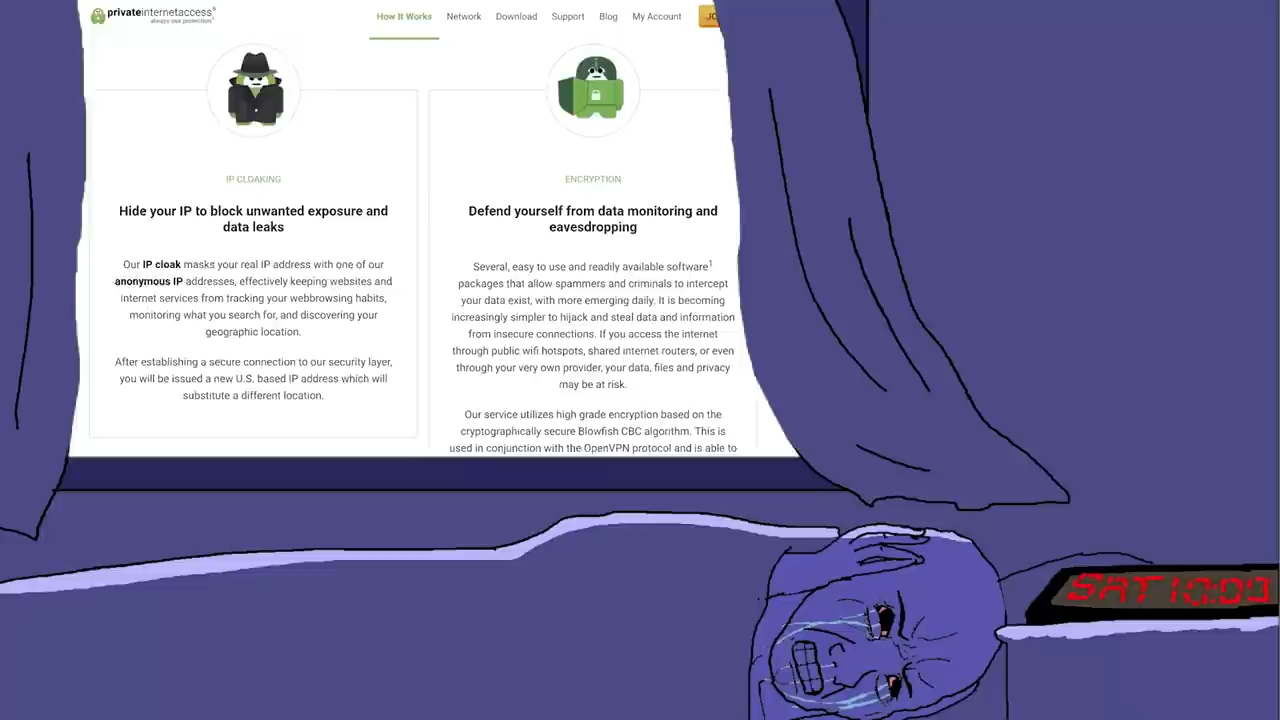 privateinternetaccess®
always use protection®
How It Works Network Download Support Blog My Account JO
IP CLOAKING
Hide your IP to block unwanted exposure and
data leaks
Our IP cloak masks your real IP address with one of our
anonymous IP addresses, effectively keeping websites and
internet services from tracking your webbrowsing habits,
monitoring what you search for, and discovering your
geographic location.
After establishing a secure connection to our security layer,
you will be issued a new U.S. based IP address which will
substitute a different location.
ENCRYPTION
Defend yourself from data monitoring and
eavesdropping
Several, easy to use and readily available software1
packages that allow spammers and criminals to intercept
your data exist, with more emerging daily. It is becoming
increasingly simpler to hijack and steal data and information
from insecure connections. If you access the internet
through public wifi hotspots, shared internet routers, or even
through your very own provider, your data, files and privacy
may be at risk.
Our service utilizes high grade encryption based on the
cryptographically secure Blowfish CBC algorithm. This is
used in conjunction with the OpenVPN protocol and is able to
SAT 10:00